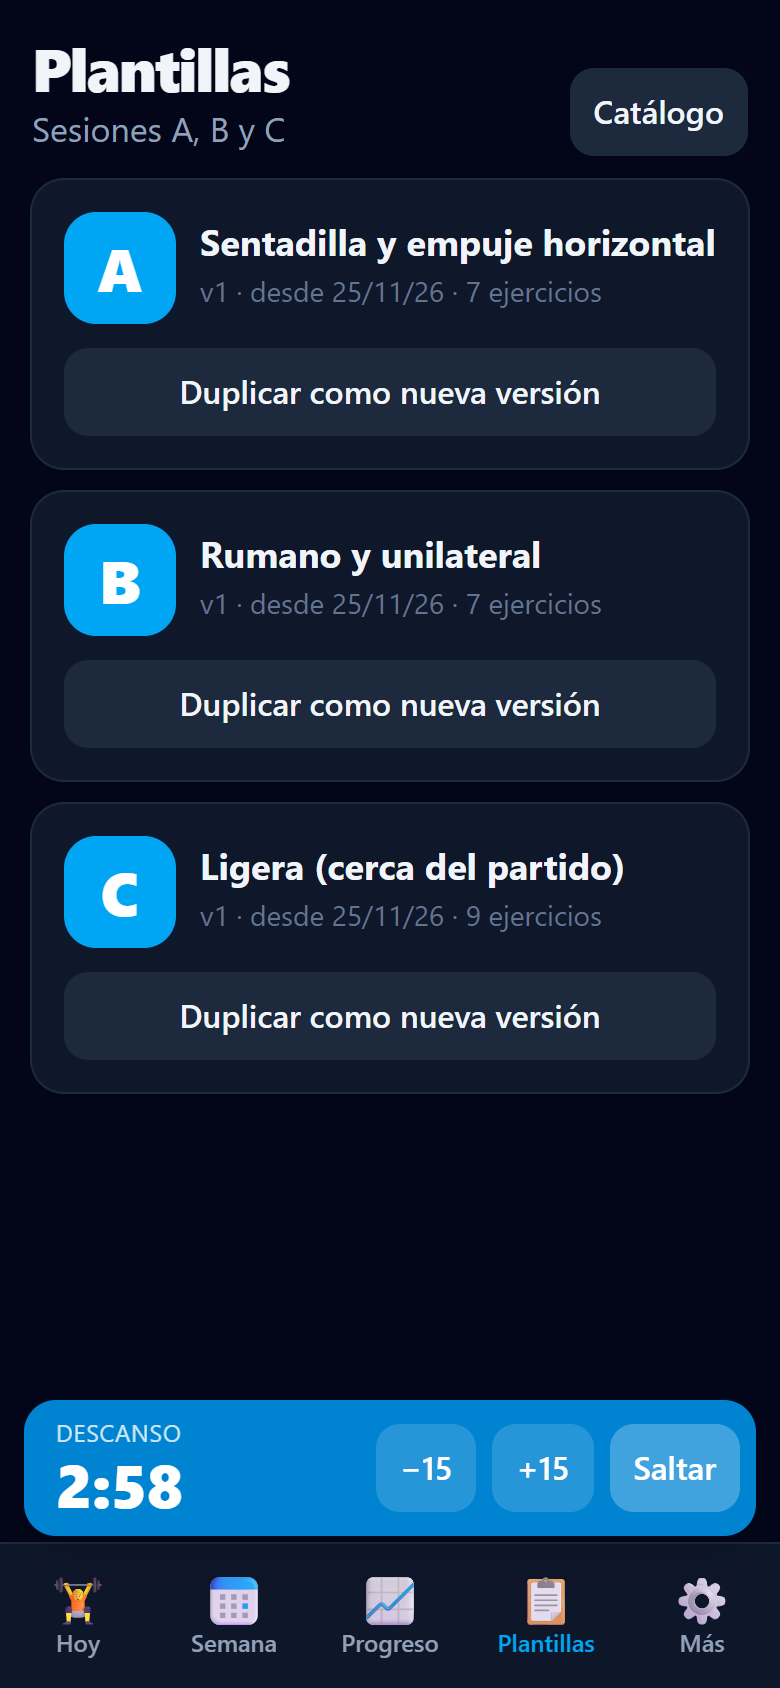 Plantillas
Sesiones A, B y C
Catálogo
A
Sentadilla y empuje horizontal
v1 · desde 25/11/26 · 7 ejercicios
Duplicar como nueva versión
B
Rumano y unilateral
v1 · desde 25/11/26 · 7 ejercicios
Duplicar como nueva versión
C
Ligera (cerca del partido)
v1 · desde 25/11/26 · 9 ejercicios
Duplicar como nueva versión
DESCANSO
2:58
−15
+15
Saltar
Hoy
Semana
Progreso
Plantillas
Más